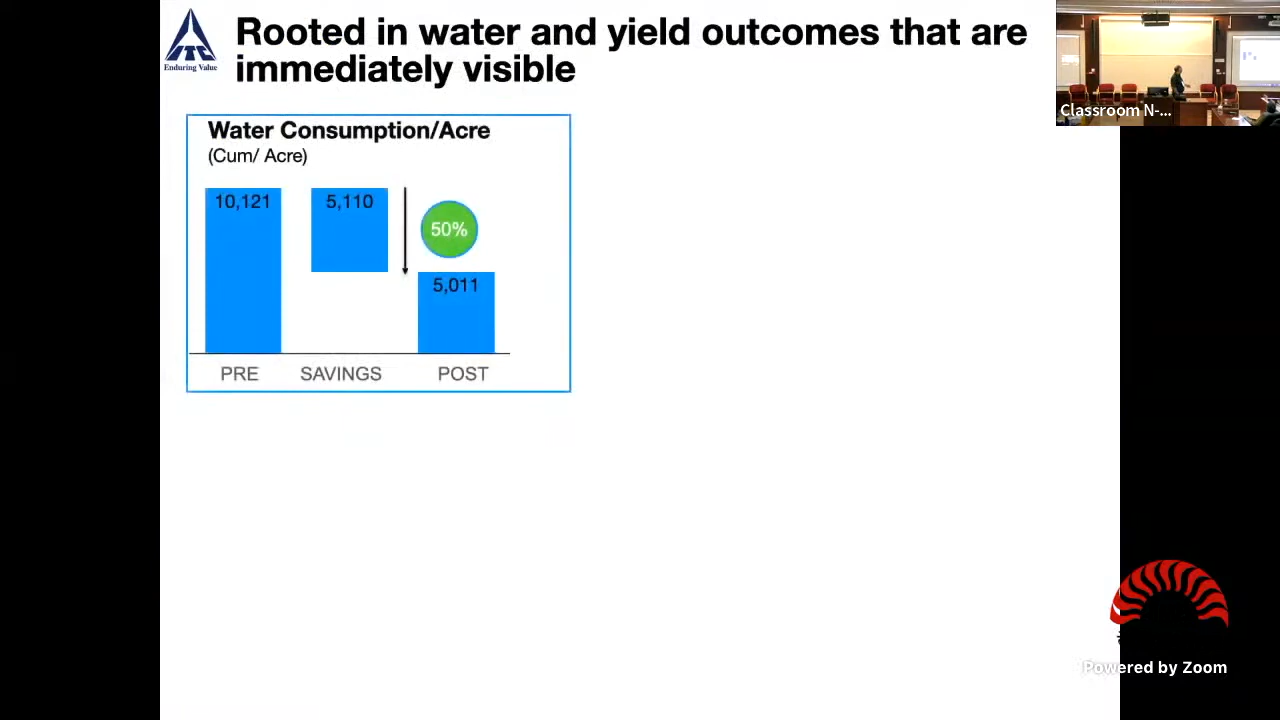 ITC
Enduring Value
Rooted in water and yield outcomes that are
immediately visible
Classroom N-...
Water Consumption/Acre
(Cum/ Acre)
10,121
5,110
50%
5,011
PRE
SAVINGS
POST
Powered by Zoom